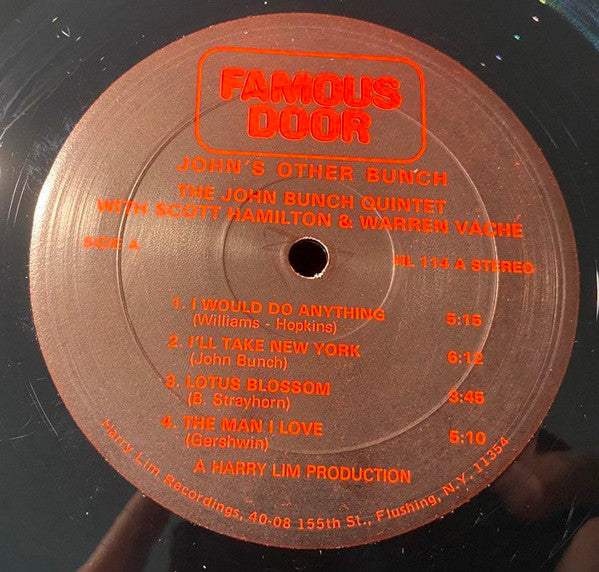 FAMOUS
DOOR
JOHN'S OTHER BUNCH
THE JOHN BUNCH QUINTET
WITH SCOTT HAMILTON & WARREN VACHE
SIDE A
HL 114 A STEREO
1. I WOULD DO ANYTHING 5:15
(Williams - Hopkins)
2. I'LL TAKE NEW YORK 6:12
(John Bunch)
3. LOTUS BLOSSOM 3:45
(B. Strayhorn)
4. THE MAN I LOVE 5:10
(Gershwin)
A HARRY LIM PRODUCTION
Harry Lim Recordings, 40-08 155th St., Flushing, N.Y. 11354